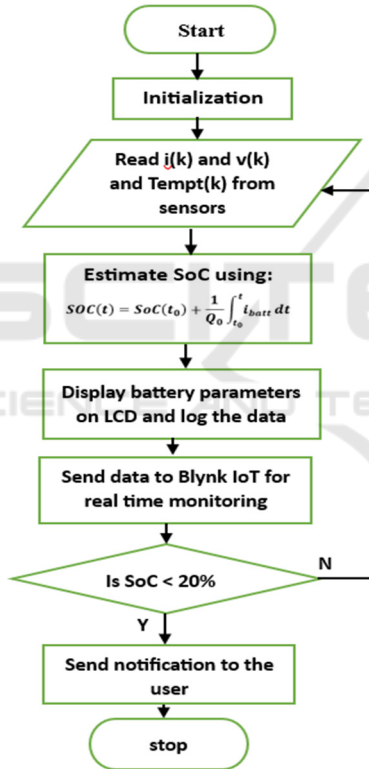 Start
Initialization
Read i(k) and v(k)
and Tempt(k) from
sensors
Estimate SoC using:
SOC(t) = SoC(t₀) + 1/Q₀ ∫ₜ₀ᵗ i_batt dt
Display battery parameters
on LCD and log the data
Send data to Blynk IoT for
real time monitoring
Is SoC < 20%
N
Y
Send notification to the
user
stop